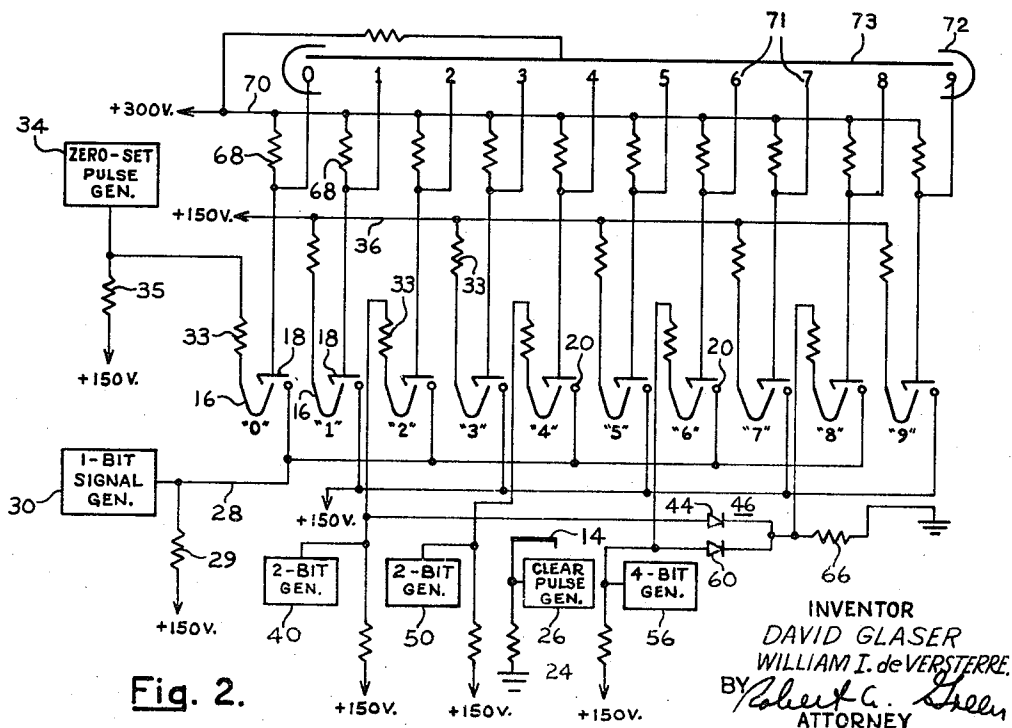 71 73 72
0 1 2 3 4 5 6 7 8 9
70
+300V.
34
ZERO-SET
PULSE
GEN.
68 68
+150V.
36
35 33 33 33
+150V.
18 18 20 20
16 16
"0" "1" "2" "3" "4" "5" "6" "7" "8" "9"
1-BIT
SIGNAL
GEN.
30 28
+150V.
44 46
14
29
2-BIT
GEN.
40
2-BIT
GEN.
50
CLEAR
PULSE
GEN.
26
4-BIT
GEN.
56
60 66
24
+150V.
+150V. +150V. +150V.
Fig. 2.
INVENTOR
DAVID GLASER
WILLIAM I. de VERSTERRE
BY Robert G. Green
ATTORNEY